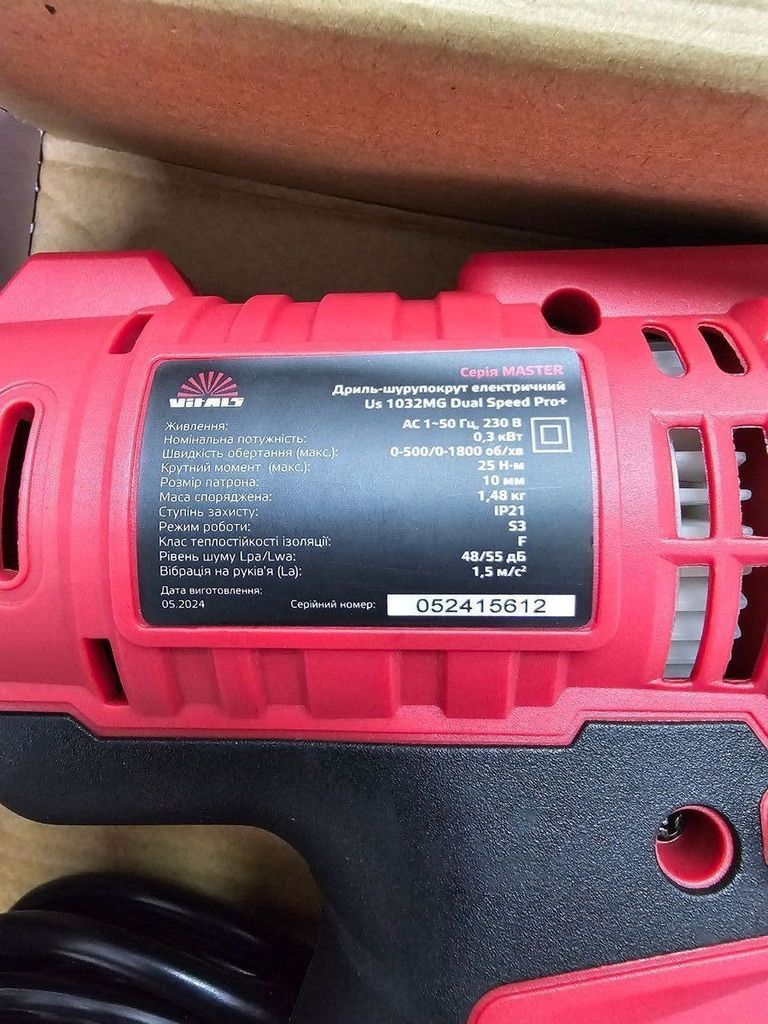 Серія MASTER
Дриль-шурупокрут електричний
Us 1032MG Dual Speed Pro+
VITALS
Живлення: AC 1~50 Гц, 230 В
Номінальна потужність: 0,3 кВт
Швидкість обертання (макс.): 0-500/0-1800 об/хв
Крутний момент (макс.): 25 Н-м
Розмір патрона: 10 мм
Маса споряджена: 1,48 кг
Ступінь захисту: IP21
Режим роботи: S3
Клас теплостійкості ізоляції: F
Рівень шуму Lpa/Lwa: 48/55 дБ
Вібрація на руків'я (La): 1,5 м/с²
Дата виготовлення:
05.2024
Серійний номер: 052415612